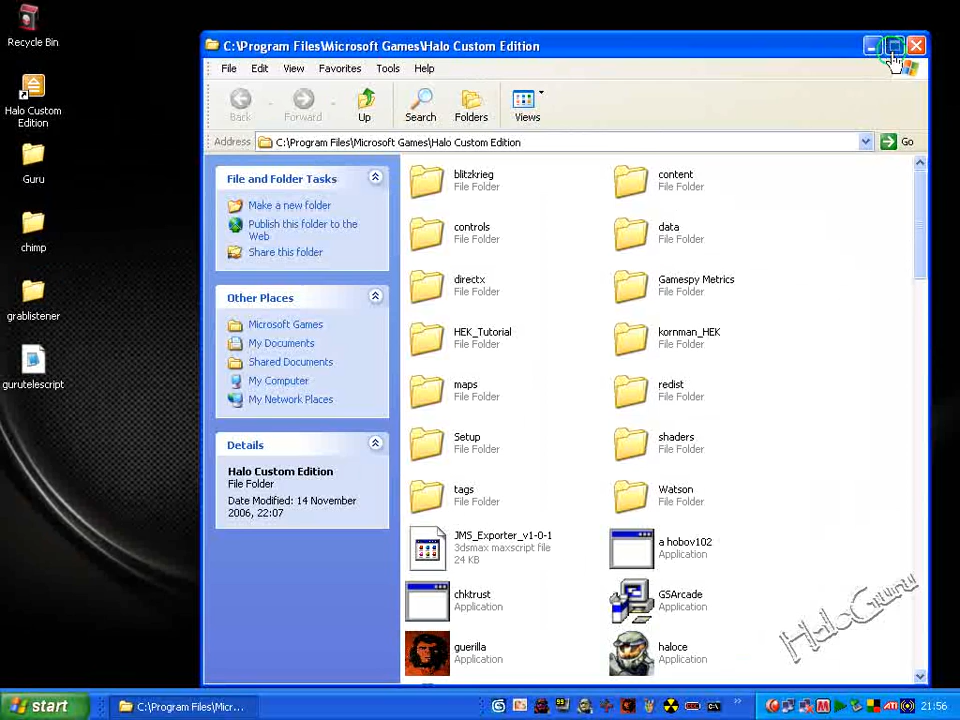 Recycle Bin
Halo Custom
Edition
Guru
chimp
grablistener
gurutelescript
C:\Program Files\Microsoft Games\Halo Custom Edition
File Edit View Favorites Tools Help
Back Forward Up Search Folders Views
Address C:\Program Files\Microsoft Games\Halo Custom Edition Go
File and Folder Tasks
Make a new folder
Publish this folder to the
Web
Share this folder
Other Places
Microsoft Games
My Documents
Shared Documents
My Computer
My Network Places
Details
Halo Custom Edition
File Folder
Date Modified: 14 November
2006, 22:07
blitzkrieg
File Folder
content
File Folder
controls
File Folder
data
File Folder
directx
File Folder
Gamespy Metrics
File Folder
HEK_Tutorial
File Folder
kornman_HEK
File Folder
maps
File Folder
redist
File Folder
Setup
File Folder
shaders
File Folder
tags
File Folder
Watson
File Folder
JMS_Exporter_v1-0-1
3dsmax maxscript file
24 KB
a hobov102
Application
chktrust
Application
GSArcade
Application
guerilla
Application
haloce
Application
HaloGuru
start C:\Program Files\Micr... 21:56